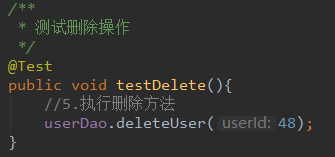 /**
 * 测试删除操作
 */
@Test
public void testDelete(){
    //5.执行删除方法
    userDao.deleteUser( userId: 48);
}